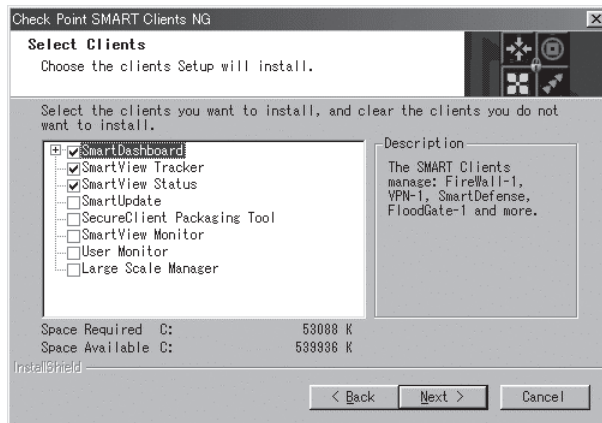 Check Point SMART Clients NG
Select Clients
Choose the clients Setup will install.
Select the clients you want to install, and clear the clients you do not
want to install.
SmartDashboard
SmartView Tracker
SmartView Status
SmartUpdate
SecureClient Packaging Tool
SmartView Monitor
User Monitor
Large Scale Manager
Description
The SMART Clients
manage: FireWall-1,
VPN-1, SmartDefense,
FloodGate-1 and more.
Space Required C: 53088 K
Space Available C: 539936 K
InstallShield
< Back Next > Cancel